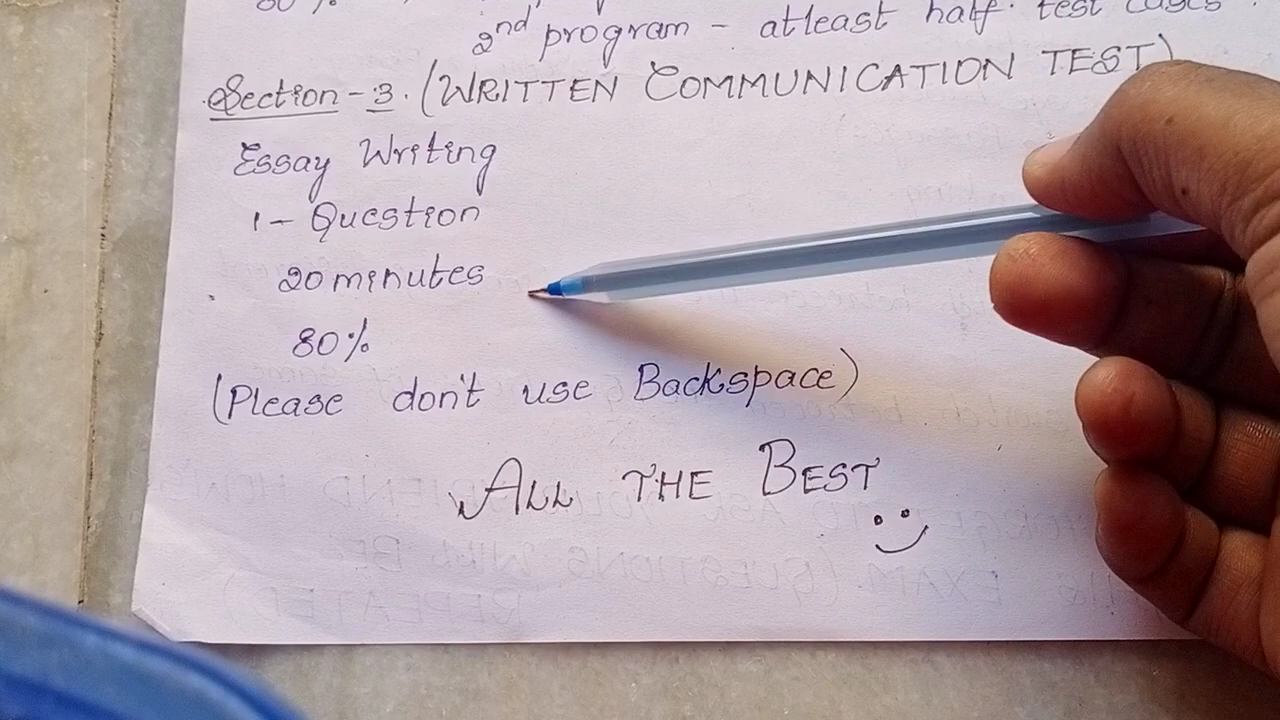 80%
2nd program - atleast half test cases.
Section - 3. (WRITTEN COMMUNICATION TEST)
Essay Writing
1 - Question
20 minutes
80%
(Please don't use Backspace)
ALL THE BEST